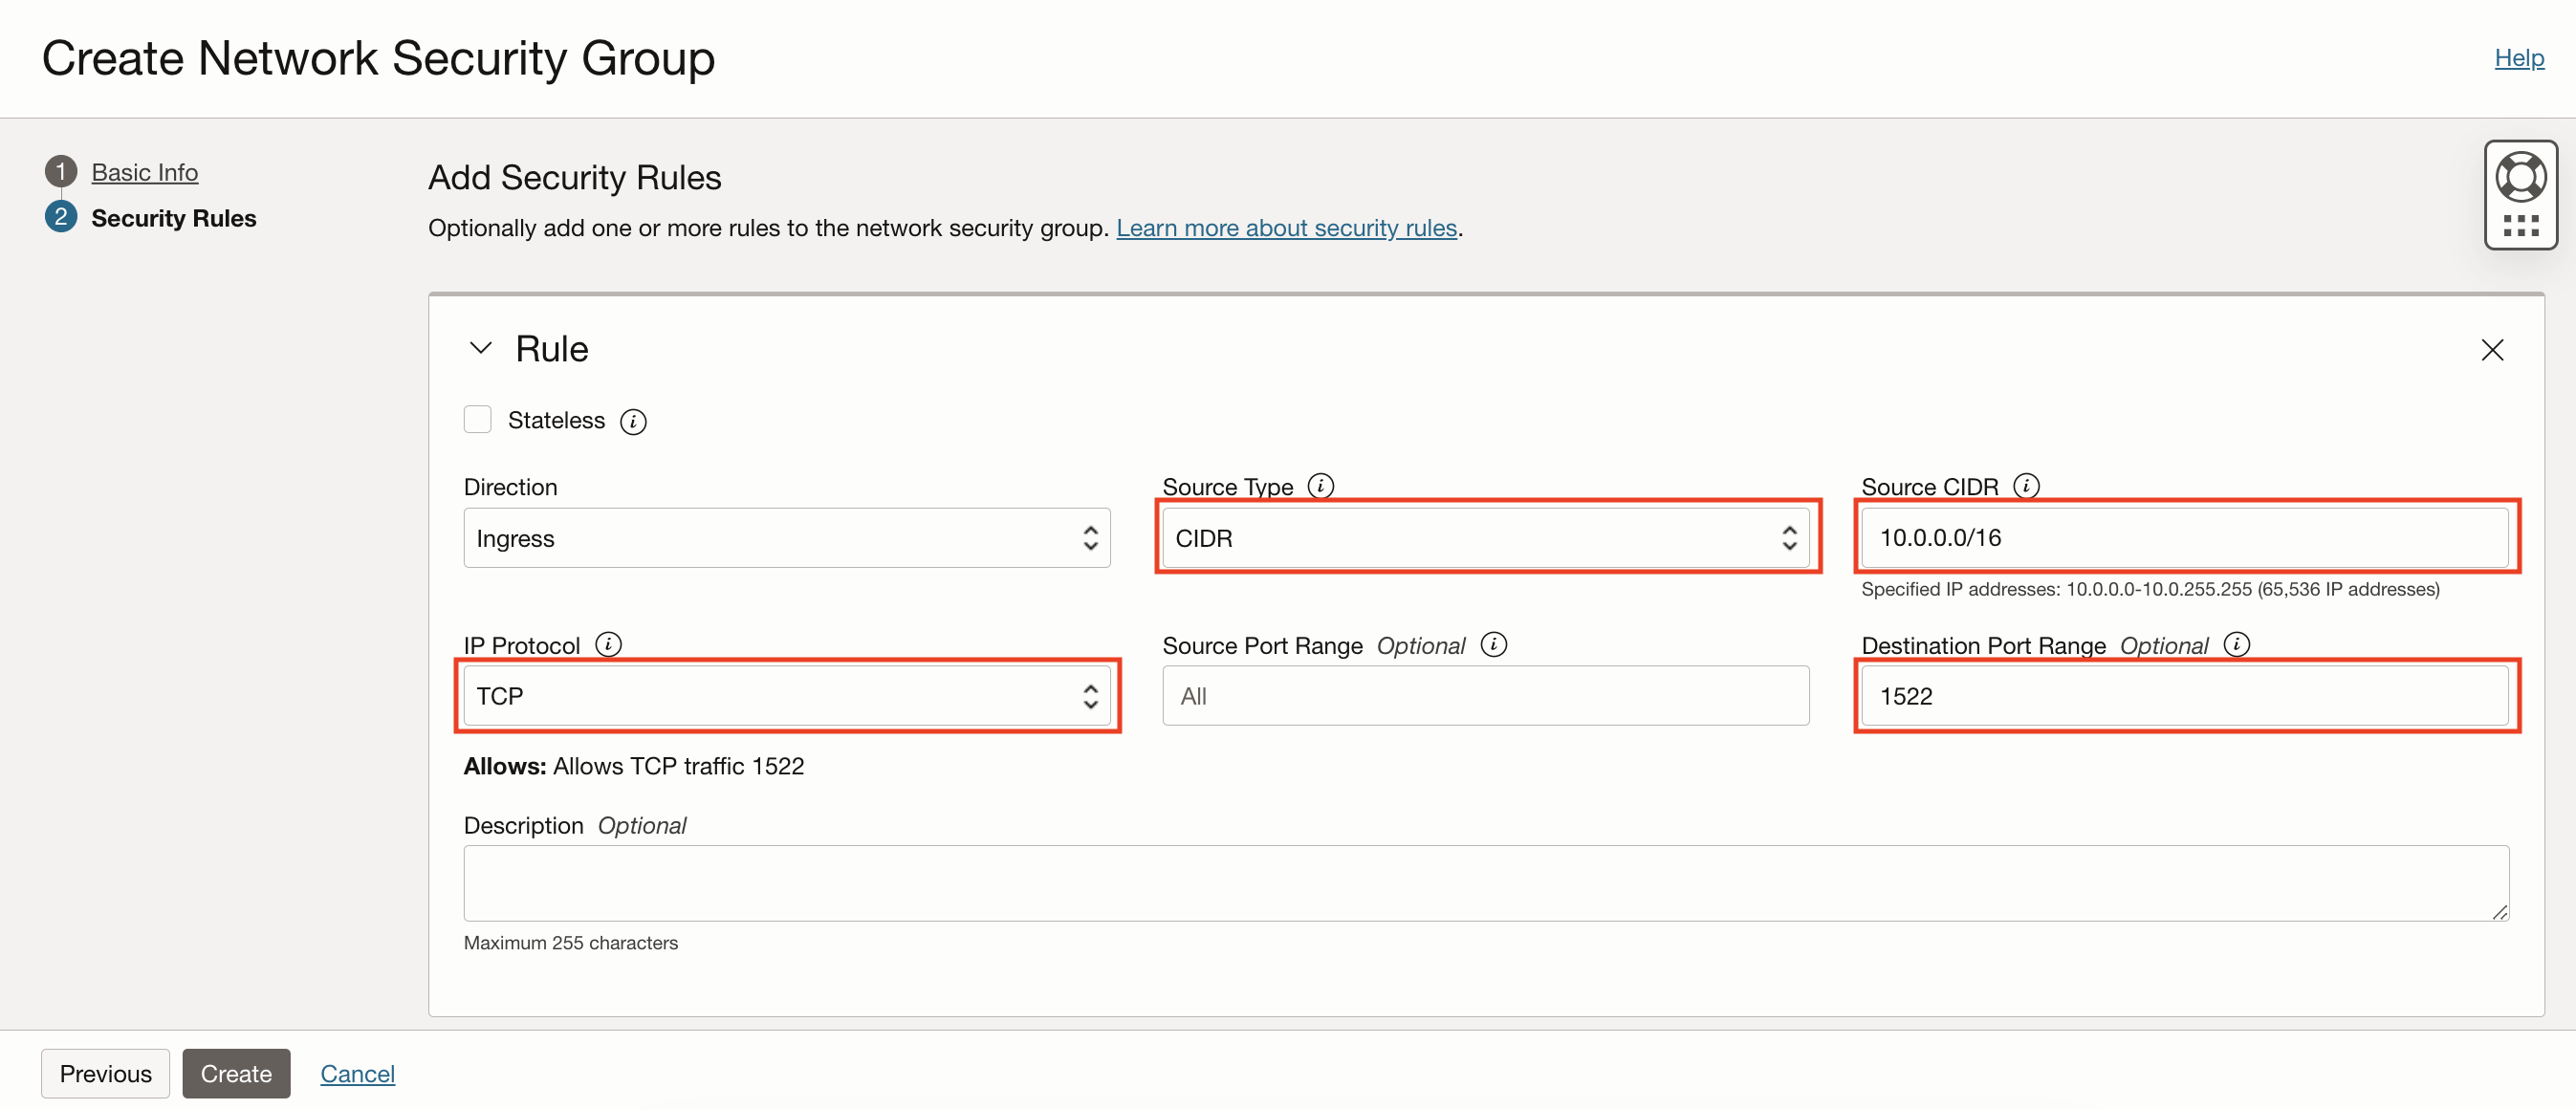 Create Network Security Group
Help
1 Basic Info
2 Security Rules
Add Security Rules
Optionally add one or more rules to the network security group. Learn more about security rules.
Rule
Stateless i
Direction
Source Type i
Source CIDR i
Ingress
CIDR
10.0.0.0/16
Specified IP addresses: 10.0.0.0-10.0.255.255 (65,536 IP addresses)
IP Protocol i
Source Port Range Optional i
Destination Port Range Optional i
TCP
All
1522
Allows: Allows TCP traffic 1522
Description Optional
Maximum 255 characters
Previous
Create
Cancel